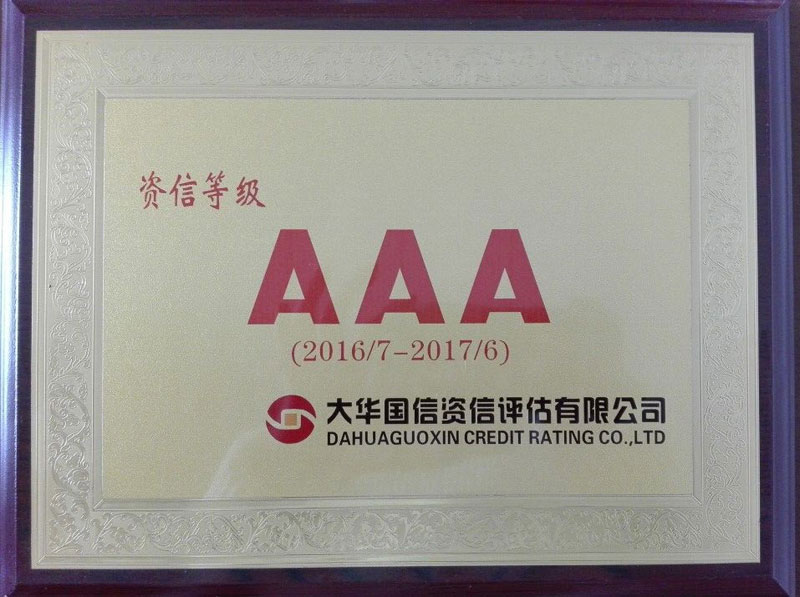 资信等级
AAA
(2016/7-2017/6)
大华国信资信评估有限公司
DAHUAGUOXIN CREDIT RATING CO.,LTD